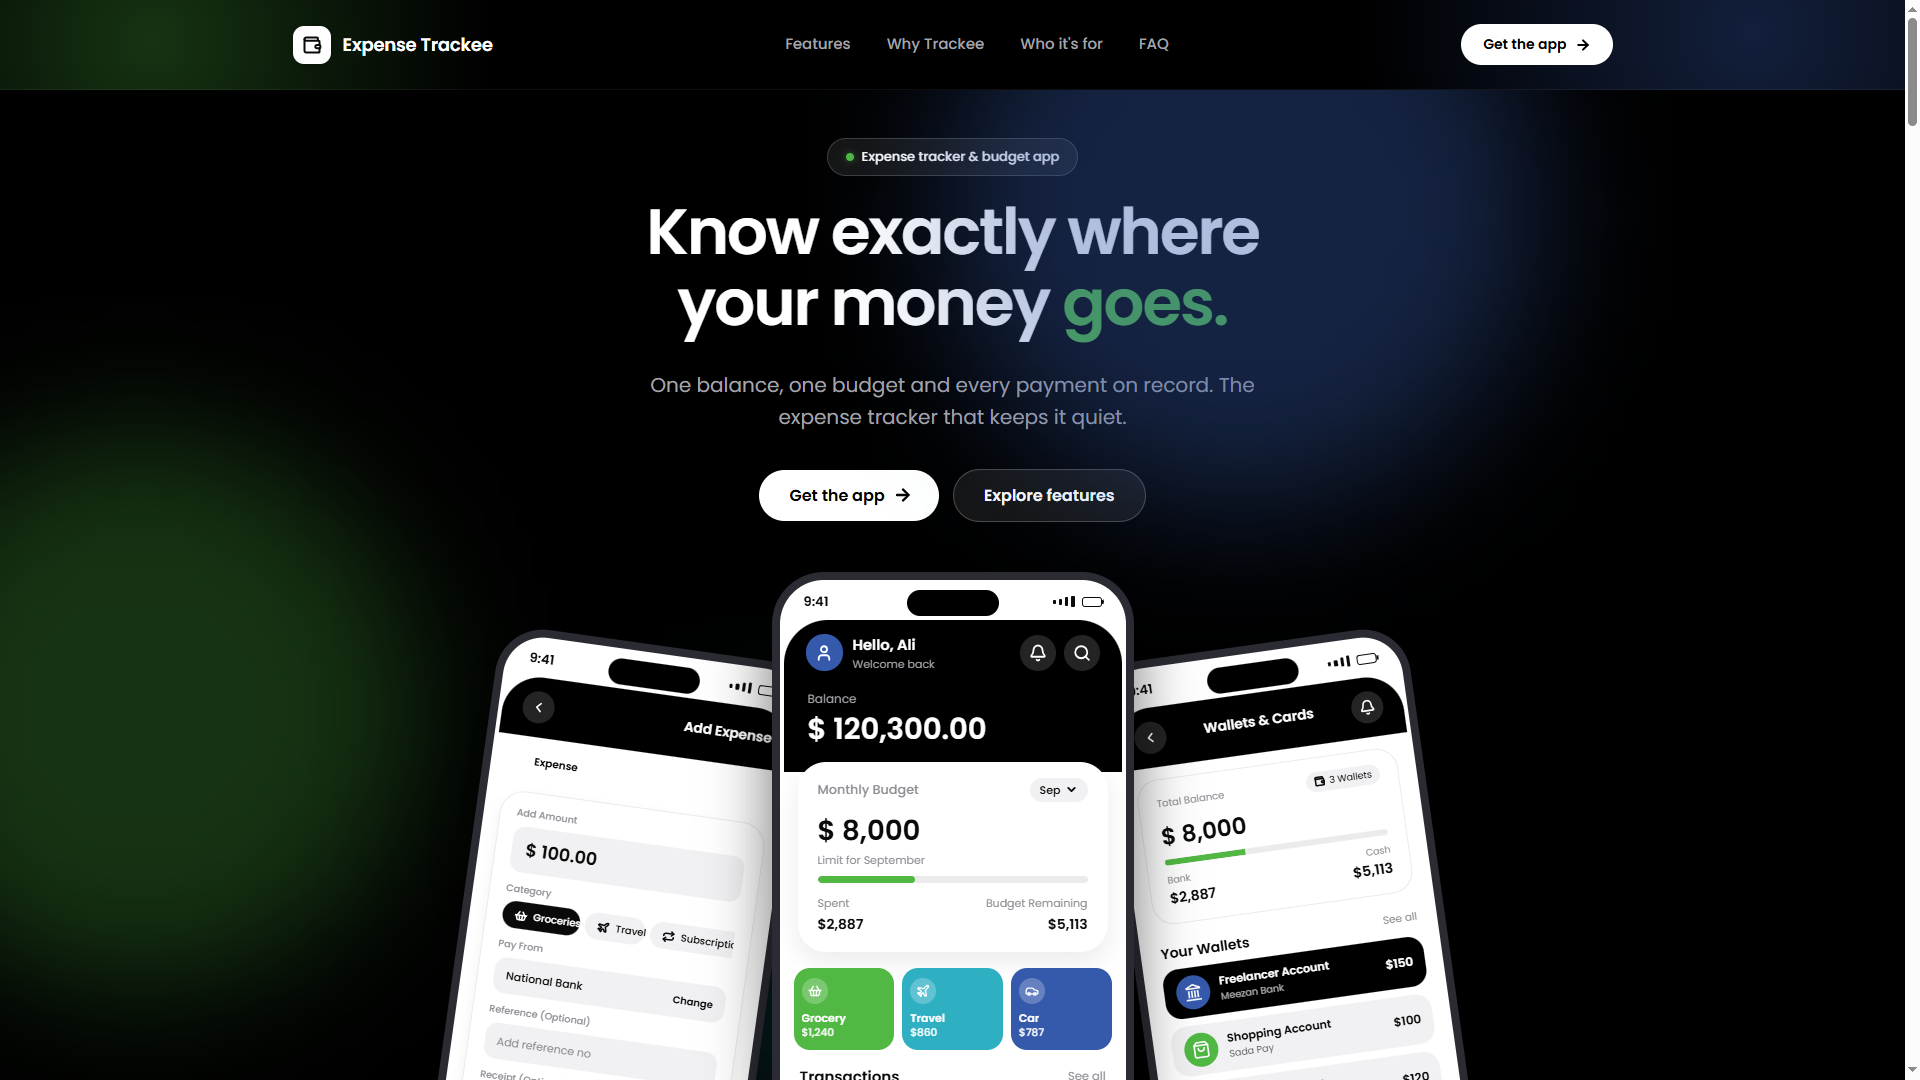 Expense Trackee
Features
Why Trackee
Who it's for
FAQ
Get the app
Expense tracker & budget app
Know exactly where
your money goes.
One balance, one budget and every payment on record. The
expense tracker that keeps it quiet.
Get the app
Explore features
9:41
Add Expense
Expense
Add Amount
$ 100.00
Category
Groceries
Travel
Pay From
National Bank
Change
Reference (Optional)
Add reference no
Receipt
9:41
Hello, Ali
Welcome back
Balance
$ 120,300.00
Monthly Budget
Sep
$ 8,000
Limit for September
Spent
Budget Remaining
$2,887
$5,113
Grocery
$1,240
Travel
$860
Car
$787
Transactions
See all
:41
Wallets & Cards
3 Wallets
Total Balance
$ 8,000
Cash
$5,113
Bank
$2,887
See all
Your Wallets
Freelancer Account
Meezan Bank
$150
Shopping Account
Sada Pay
$100
$120